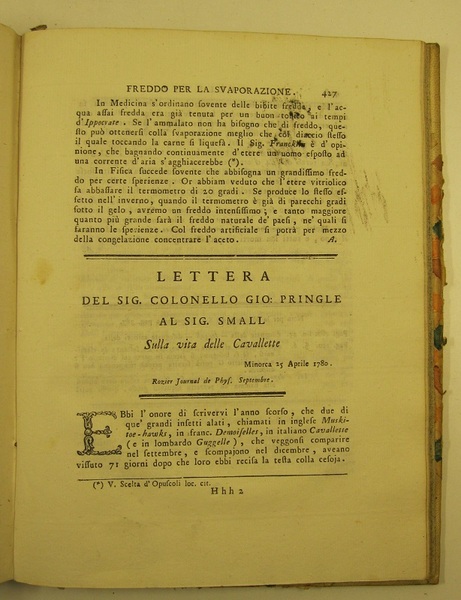 FREDDO PER LA SVAPORAZIONE. 427
In Medicina s'ordinano sovente delle bibite fredde, e l'ac-
qua assai fredda era già tenuta per un buon tonico ai tempi
d'Ippocrate. Se l'ammalato non ha bisogno che di freddo, que-
sto può ottenersi colla svaporazione meglio che col diaccio stesso
il quale toccando la carne si liquefà. Il Sig. Francklin è d'opi-
nione, che bagnando continuamente d'etere un uomo esposto ad
una corrente d'aria s'agghiaccerebbe (*).
In Fisica succede sovente che abbisogna un grandissimo fred-
do per certe sperienze. Or abbiam veduto che l'etere vitriolico
fa abbassare il termometro di 20 gradi. Se produce lo stesso ef-
fetto nell'inverno, quando il termometro è già di parecchi gradi
sotto il gelo, avremo un freddo intensissimo; e tanto maggiore
quanto più grande sarà il freddo naturale de' paesi, ne' quali si
faranno le sperienze. Col freddo artificiale si potrà per mezzo
della congelazione concentrare l'aceto. A.
LETTERA
DEL SIG. COLONELLO GIO: PRINGLE
AL SIG. SMALL
Sulla vita delle Cavallette
Minorca 25 Aprile 1780.
Rozier Journal de Phys. Septembre.
EBbi l'onore di scrivervi l'anno scorso, che due di
que' grandi insetti alati, chiamati in inglese Muski-
toe-hawks, in franc. Demoiselles, in italiano Cavallette
(e in lombardo Guggelle), che veggonsi comparire
nel settembre, e scompajono nel dicembre, aveano
vissuto 71 giorni dopo che loro ebbi recisa la testa colla cesoja.
(*) V. Scelta d'Opuscoli loc. cit.
Hhh 2